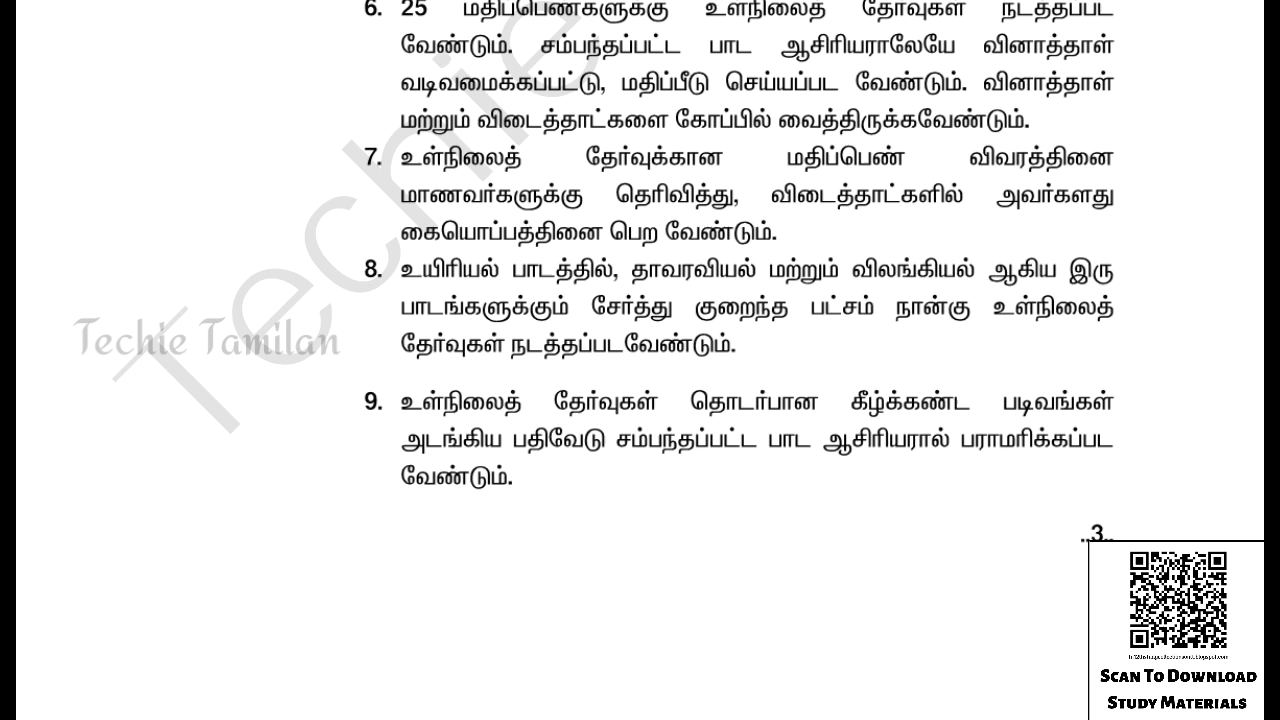 6. 25 மதிப்பெண்களுக்கு உள்நிலைத் தேர்வுகள் நடத்தப்பட
வேண்டும். சம்பந்தப்பட்ட பாட ஆசிரியராலேயே வினாத்தாள்
வடிவமைக்கப்பட்டு, மதிப்பீடு செய்யப்பட வேண்டும். வினாத்தாள்
மற்றும் விடைத்தாட்களை கோப்பில் வைத்திருக்கவேண்டும்.
7. உள்நிலைத் தேர்வுக்கான மதிப்பெண் விவரத்தினை
மாணவர்களுக்கு தெரிவித்து, விடைத்தாட்களில் அவர்களது
கையொப்பத்தினை பெற வேண்டும்.
8. உயிரியல் பாடத்தில், தாவரவியல் மற்றும் விலங்கியல் ஆகிய இரு
பாடங்களுக்கும் சேர்த்து குறைந்த பட்சம் நான்கு உள்நிலைத்
தேர்வுகள் நடத்தப்படவேண்டும்.
Techie Tamilan
9. உள்நிலைத் தேர்வுகள் தொடர்பான கீழ்க்கண்ட படிவங்கள்
அடங்கிய பதிவேடு சம்பந்தப்பட்ட பாட ஆசிரியரால் பராமரிக்கப்பட
வேண்டும்.
..3..
Techie
SCAN TO DOWNLOAD
STUDY MATERIALS